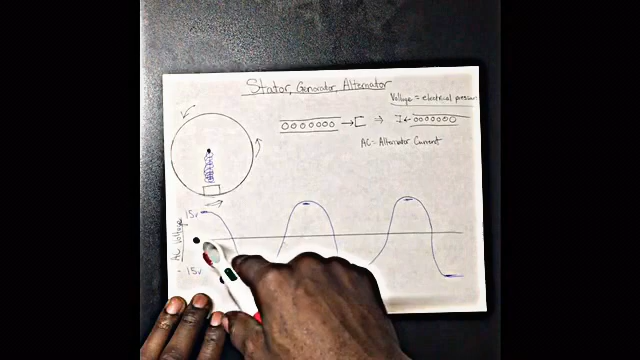 Stator, Generator, Alternator
Voltage = electrical pressure
AC = Alternator Current
15v
AC Voltage
- 15v